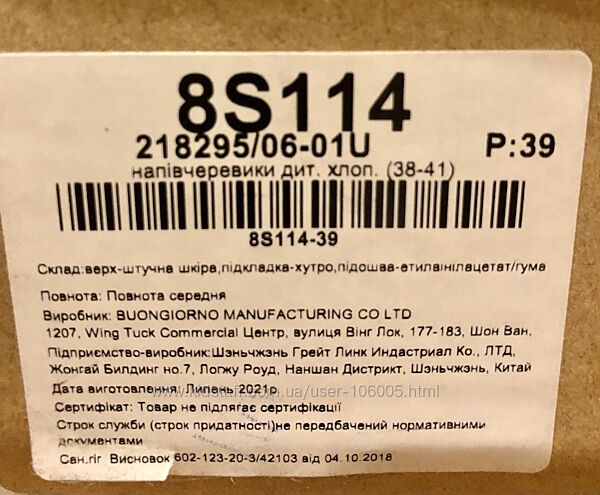 8S114
218295/06-01U P:39
напівчеревики дит. хлоп. (38-41)
8S114-39
Склад:верх-штучна шкіра,підкладка-хутро,підошва-етилвінілацетат/гума
Повнота: Повнота середня
Виробник: BUONGIORNO MANUFACTURING CO LTD
1207, Wing Tuck Commercial Центр, вулиця Вінг Лок, 177-183, Шон Ван,
Підприємство-виробник:Шэньчжэнь Грейт Линк Индастриал Ко., ЛТД,
Жонгай Билдинг но.7, Логжу Роуд, Наншан Дистрикт, Шэньчжэнь, Китай
Дата виготовлення: Липень 2021р
.com.ua/user-106005.html
Сертифікат: Товар не підлягає сертифікації
Строк служби (строк придатності)не передбачений нормативними
документами
Сан.гіг Висновок 602-123-20-3/42103 від 04.10.2018